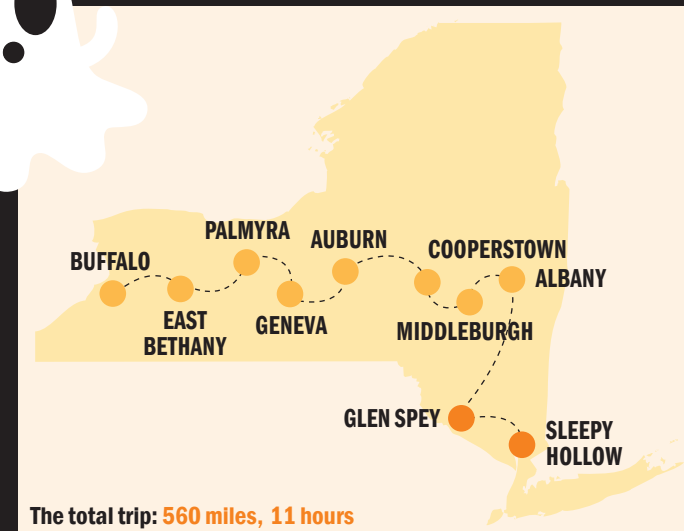 PALMYRA
AUBURN
COOPERSTOWN
BUFFALO
ALBANY
EAST
BETHANY
GENEVA
MIDDLEBURGH
GLEN SPEY
SLEEPY
HOLLOW
The total trip: 560 miles, 11 hours